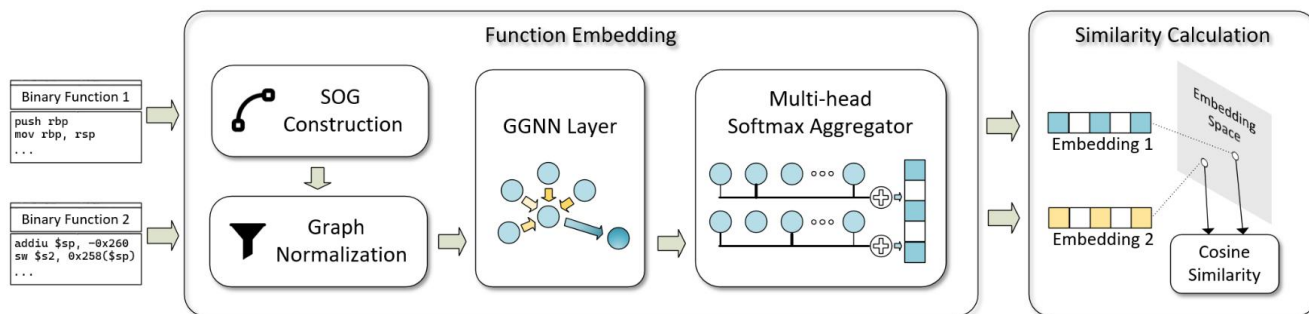 Function Embedding
Similarity Calculation
Binary Function 1
push rbp
mov rbp, rsp
...
Binary Function 2
addiu $sp, -0x260
sw $s2, 0x258($sp)
...
SOG
Construction
Graph
Normalization
GGNN Layer
Multi-head
Softmax Aggregator
Embedding 1
Embedding 2
Embedding
Space
Cosine
Similarity